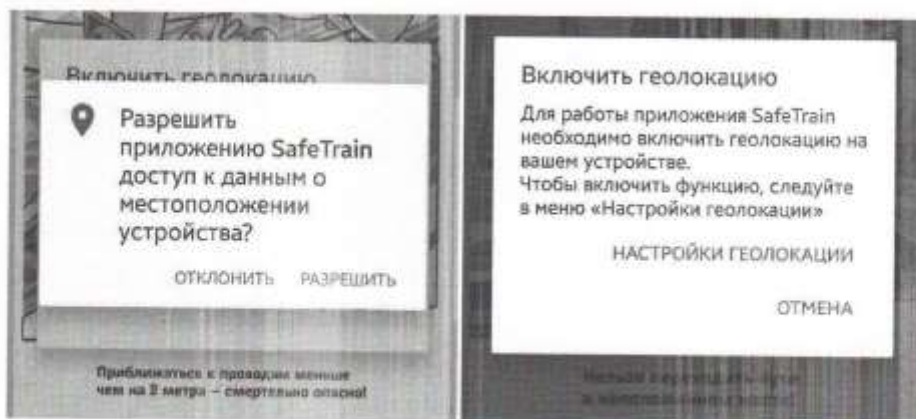 Включить геолокацию
Разрешить
приложению SafeTrain
доступ к данным о
местоположении
устройства?
ОТКЛОНИТЬ РАЗРЕШИТЬ
Приближаться к проводам меньше
чем на 2 метра – смертельно опасно!
Включить геолокацию
Для работы приложения SafeTrain
необходимо включить геолокацию на
вашем устройстве.
Чтобы включить функцию, следуйте
в меню «Настройки геолокации»
НАСТРОЙКИ ГЕОЛОКАЦИИ
ОТМЕНА